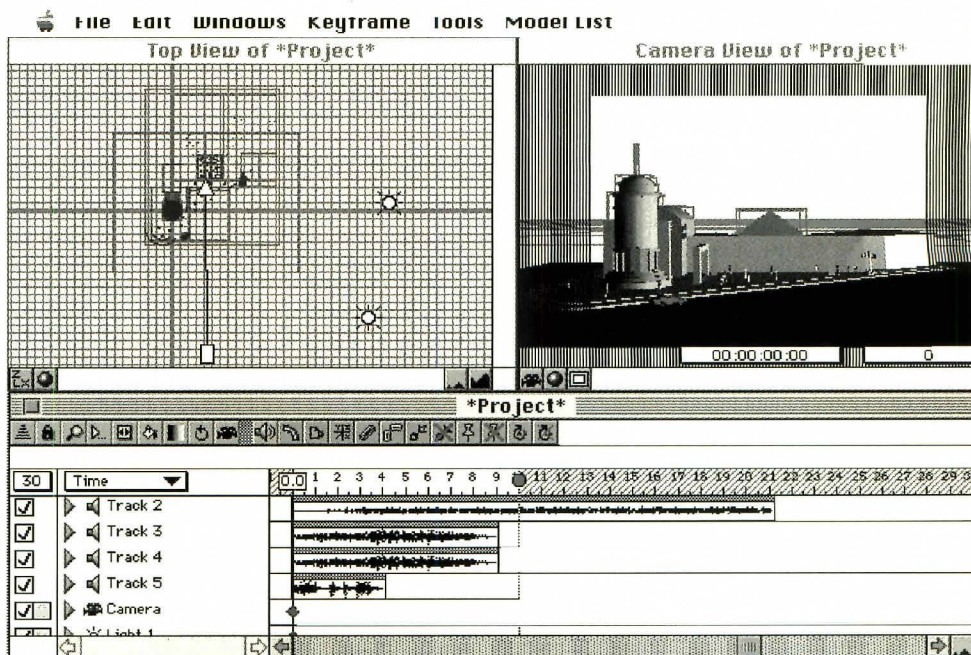 File Edit Windows Keyframe Tools Model List
Top View of *Project*
Camera View of *Project*
00:00:00:00 0
*Project*
30 Time 0.0 1 2 3 4 5 6 7 8 9 11 12 13 14 15 16 17 18 19 20 21 22 23 24 25 26 27 28 29
Track 2
Track 3
Track 4
Track 5
Camera
Light 1